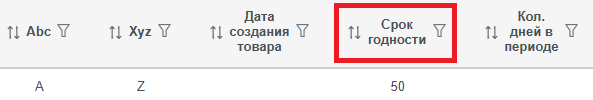 Abc Xyz Дата создания товара Срок годности Кол. дней в периоде
A Z 50